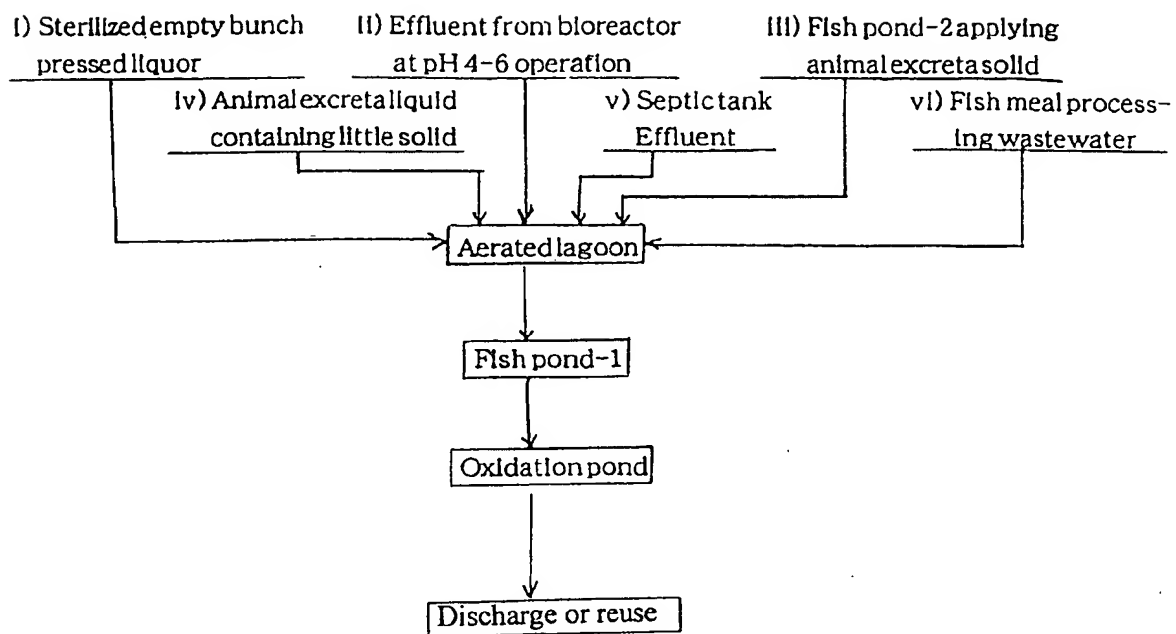 i) Sterilized empty bunch
pressed liquor
ii) Effluent from bioreactor
at pH 4-6 operation
iii) Fish pond-2 applying
animal excreta solid
iv) Animal excreta liquid
containing little solid
v) Septic tank
Effluent
vi) Fish meal process-
ing wastewater
Aerated lagoon
Fish pond-1
Oxidation pond
Discharge or reuse